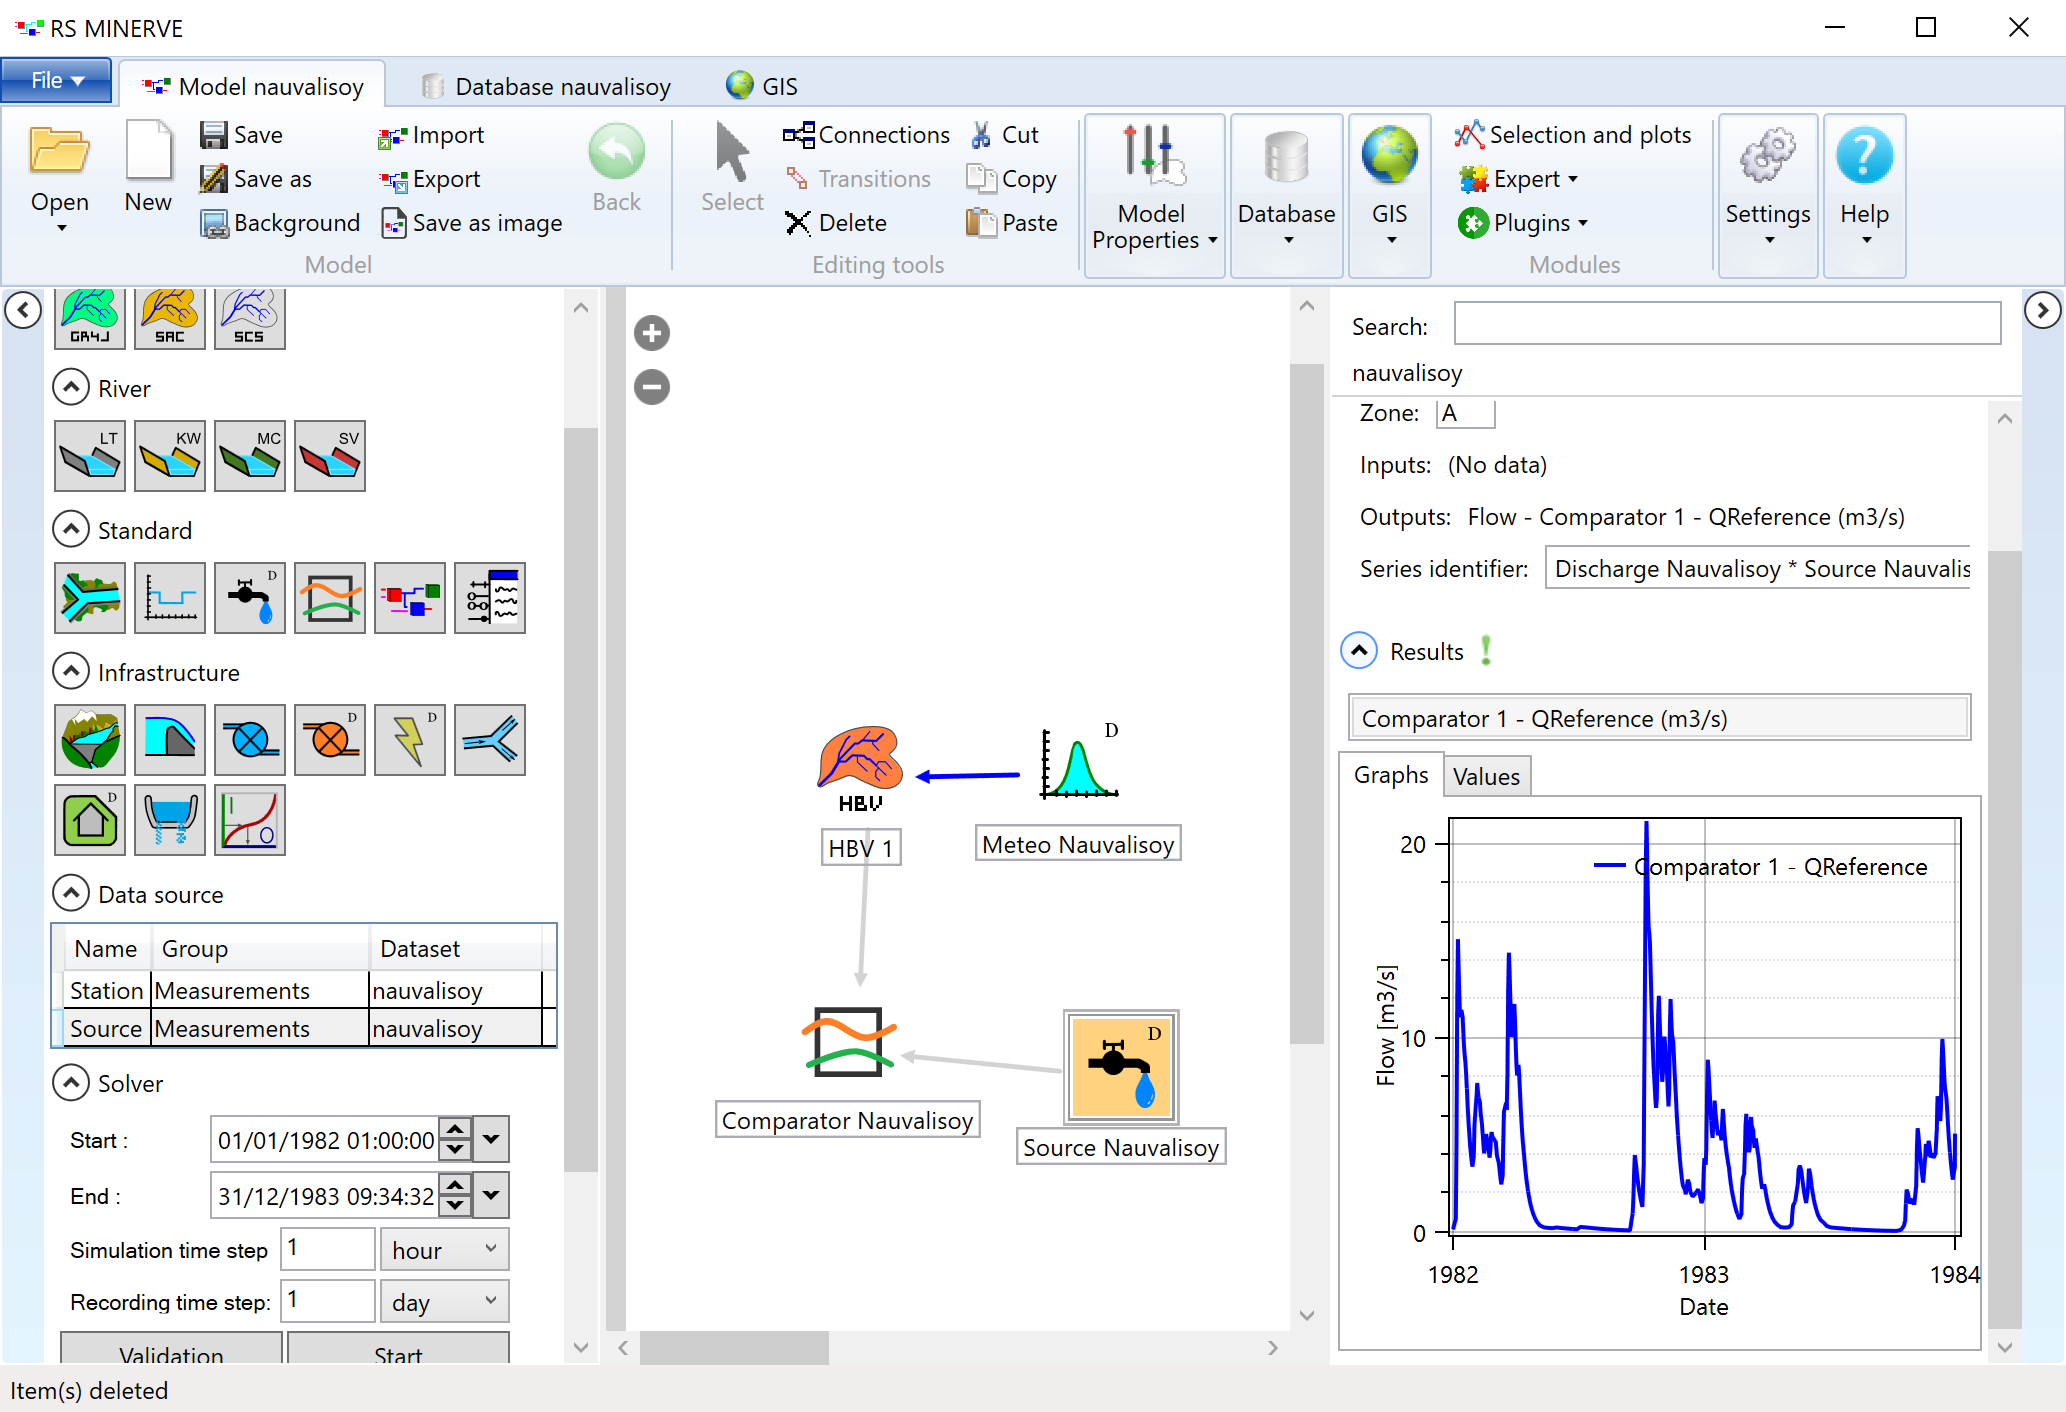 RS MINERVE
File
Model nauvalisoy
Database nauvalisoy
GIS
Open
New
Save
Save as
Background
Import
Export
Save as image
Back
Model
Select
Connections
Transitions
Delete
Cut
Copy
Paste
Editing tools
Model
Properties
Database
GIS
Selection and plots
Expert
Plugins
Modules
Settings
Help
GR4J
SAC
SCS
River
LT
KW
MC
SV
Standard
D
Infrastructure
D
D
D
I
O
Data source
Name Group Dataset
Station Measurements nauvalisoy
Source Measurements nauvalisoy
Solver
Start : 01/01/1982 01:00:00
End : 31/12/1983 09:34:32
Simulation time step 1 hour
Recording time step: 1 day
Validation Start
HBV
HBV 1
D
Meteo Nauvalisoy
Comparator Nauvalisoy
D
Source Nauvalisoy
Search:
nauvalisoy
Zone: A
Inputs: (No data)
Outputs: Flow - Comparator 1 - QReference (m3/s)
Series identifier: Discharge Nauvalisoy * Source Nauvalis
Results
Comparator 1 - QReference (m3/s)
Graphs Values
Comparator 1 - QReference
Flow [m3/s]
20
10
0
1982 1983 1984
Date
Item(s) deleted